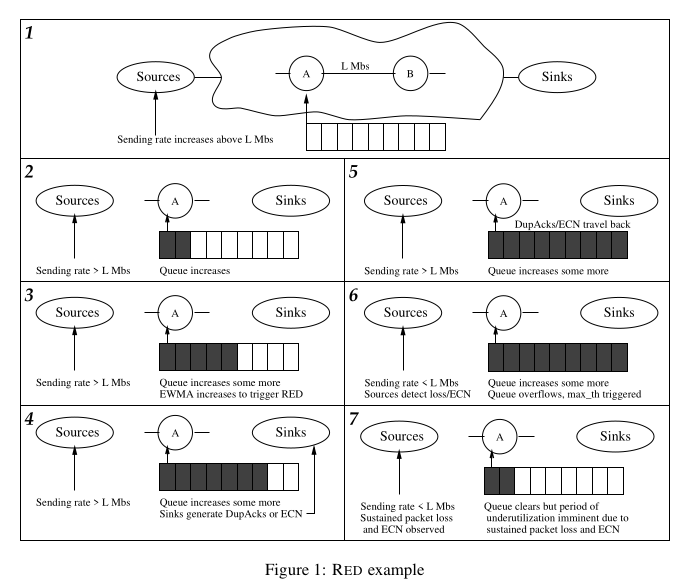 1
Sources
A
L Mbs
B
Sinks
Sending rate increases above L Mbs
2
Sources
A
Sinks
Sending rate > L Mbs
Queue increases
3
Sources
A
Sinks
Sending rate > L Mbs
Queue increases some more
EWMA increases to trigger RED
4
Sources
A
Sinks
Sending rate > L Mbs
Queue increases some more
Sinks generate DupAcks or ECN
5
Sources
A
Sinks
DupAcks/ECN travel back
Sending rate > L Mbs
Queue increases some more
6
Sources
A
Sinks
Sending rate < L Mbs
Sources detect loss/ECN
Queue increases some more
Queue overflows, max_th triggered
7
Sources
A
Sinks
Sending rate < L Mbs
Sustained packet loss
and ECN observed
Queue clears but period of
underutilization imminent due to
sustained packet loss and ECN
Figure 1: RED example